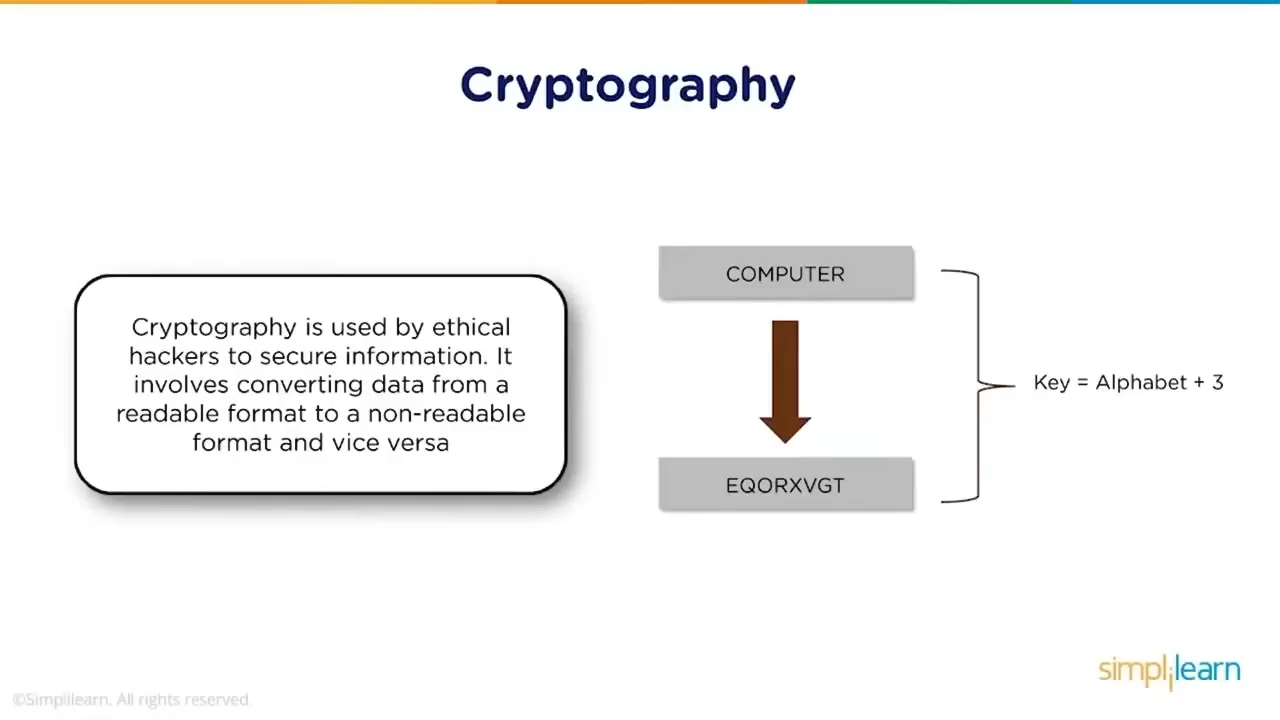 Cryptography
Cryptography is used by ethical
hackers to secure information. It
involves converting data from a
readable format to a non-readable
format and vice versa
COMPUTER
EQORXVGT
Key = Alphabet + 3
simplilearn
©Simplilearn. All rights reserved.